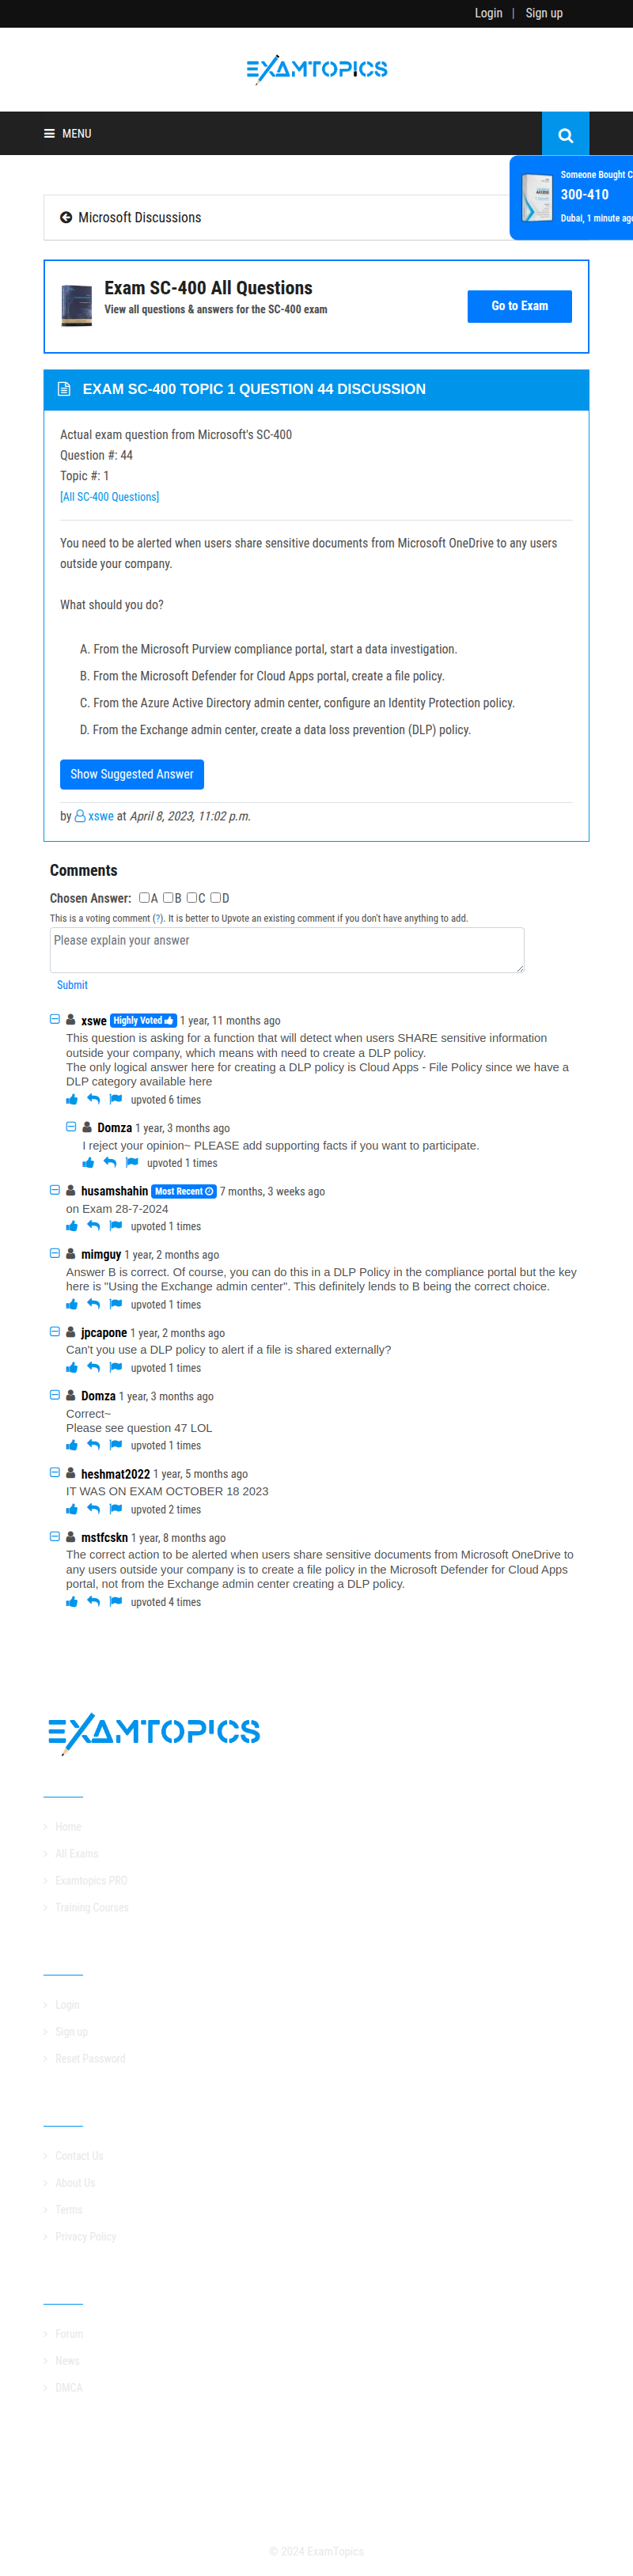 Login | Sign up
EXAMTOPICS
MENU
Someone Bought C
300-410
Dubai, 1 minute ago
Microsoft Discussions
Exam SC-400 All Questions
View all questions & answers for the SC-400 exam
Go to Exam
EXAM SC-400 TOPIC 1 QUESTION 44 DISCUSSION
Actual exam question from Microsoft's SC-400
Question #: 44
Topic #: 1
[All SC-400 Questions]
You need to be alerted when users share sensitive documents from Microsoft OneDrive to any users
outside your company.
What should you do?
A. From the Microsoft Purview compliance portal, start a data investigation.
B. From the Microsoft Defender for Cloud Apps portal, create a file policy.
C. From the Azure Active Directory admin center, configure an Identity Protection policy.
D. From the Exchange admin center, create a data loss prevention (DLP) policy.
Show Suggested Answer
by xswe at April 8, 2023, 11:02 p.m.
Comments
Chosen Answer: A B C D
This is a voting comment (?). It is better to Upvote an existing comment if you don't have anything to add.
Please explain your answer
Submit
xswe Highly Voted 1 year, 11 months ago
This question is asking for a function that will detect when users SHARE sensitive information
outside your company, which means with need to create a DLP policy.
The only logical answer here for creating a DLP policy is Cloud Apps - File Policy since we have a
DLP category available here
upvoted 6 times
Domza 1 year, 3 months ago
I reject your opinion~ PLEASE add supporting facts if you want to participate.
upvoted 1 times
husamshahin Most Recent 7 months, 3 weeks ago
on Exam 28-7-2024
upvoted 1 times
mimguy 1 year, 2 months ago
Answer B is correct. Of course, you can do this in a DLP Policy in the compliance portal but the key
here is "Using the Exchange admin center". This definitely lends to B being the correct choice.
upvoted 1 times
jpcapone 1 year, 2 months ago
Can't you use a DLP policy to alert if a file is shared externally?
upvoted 1 times
Domza 1 year, 3 months ago
Correct~
Please see question 47 LOL
upvoted 1 times
heshmat2022 1 year, 5 months ago
IT WAS ON EXAM OCTOBER 18 2023
upvoted 2 times
mstfcskn 1 year, 8 months ago
The correct action to be alerted when users share sensitive documents from Microsoft OneDrive to
any users outside your company is to create a file policy in the Microsoft Defender for Cloud Apps
portal, not from the Exchange admin center creating a DLP policy.
upvoted 4 times
EXAMTOPICS
Home
All Exams
Examtopics PRO
Training Courses
Login
Sign up
Reset Password
Contact Us
About Us
Terms
Privacy Policy
Forum
News
DMCA
© 2024 ExamTopics